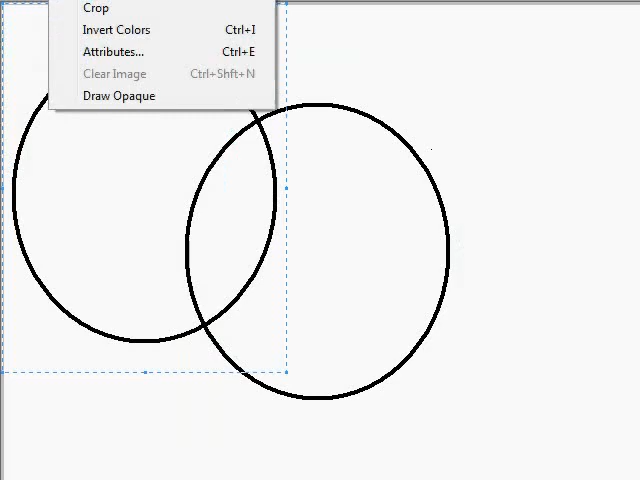 Crop
Invert Colors Ctrl+I
Attributes... Ctrl+E
Clear Image Ctrl+Shft+N
Draw Opaque